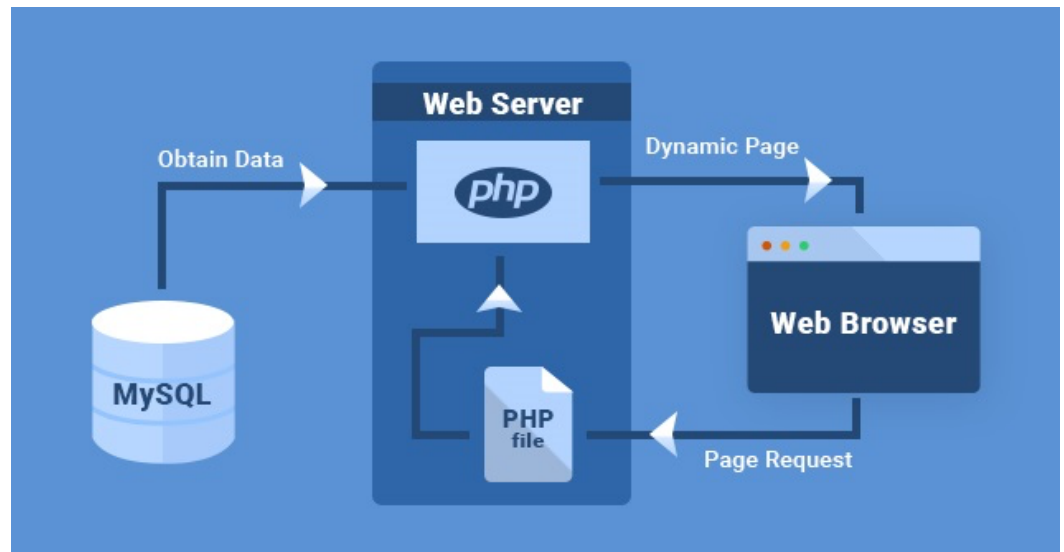 Web Server
Obtain Data
php
Dynamic Page
MySQL
Web Browser
PHP
file
Page Request